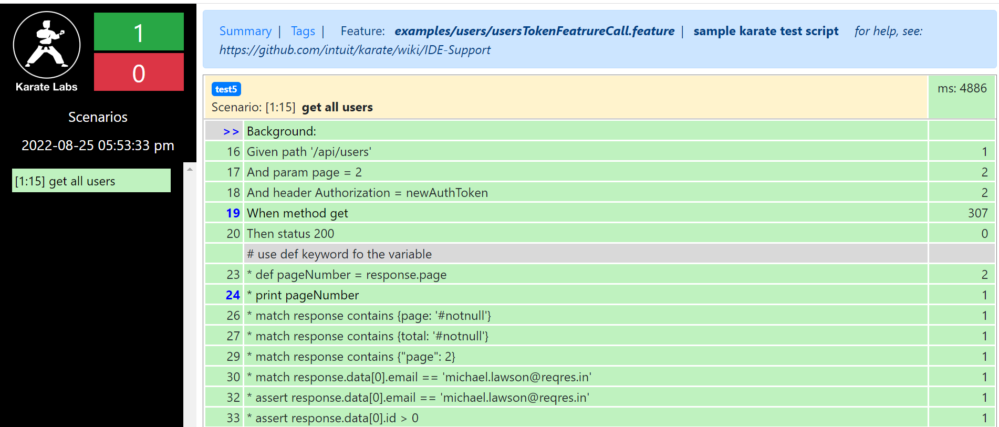 Karate Labs
1
0
Scenarios
2022-08-25 05:53:33 pm
[1:15] get all users
Summary | Tags | Feature: examples/users/usersTokenFeatrureCall.feature | sample karate test script for help, see:
https://github.com/intuit/karate/wiki/IDE-Support
test5 ms: 4886
Scenario: [1:15] get all users
>> Background:
16 Given path '/api/users' 1
17 And param page = 2 2
18 And header Authorization = newAuthToken 2
19 When method get 307
20 Then status 200 0
# use def keyword fo the variable
23 * def pageNumber = response.page 2
24 * print pageNumber 1
26 * match response contains {page: '#notnull'} 1
27 * match response contains {total: '#notnull'} 1
29 * match response contains {"page": 2} 1
30 * match response.data[0].email == 'michael.lawson@reqres.in' 1
32 * assert response.data[0].email == 'michael.lawson@reqres.in' 1
33 * assert response.data[0].id > 0 1